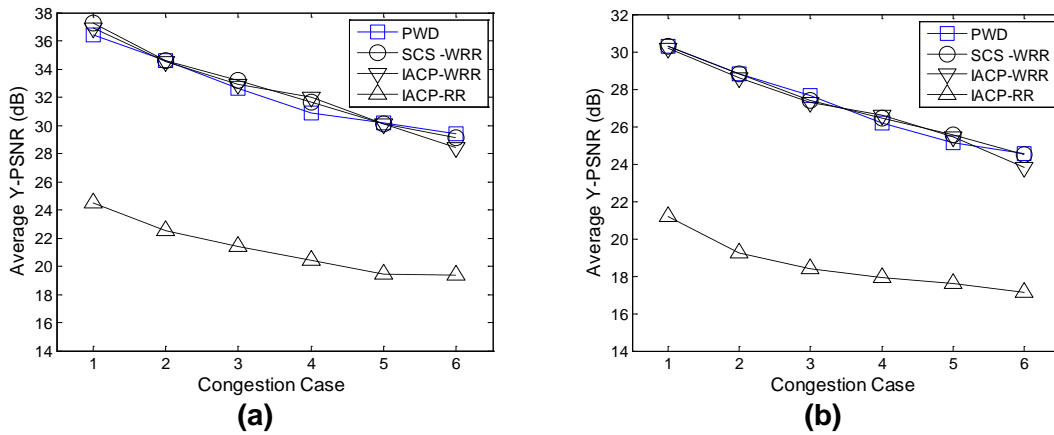 38
36
34
32
30
28
26
24
22
20
18
16
14
Average Y-PSNR (dB)
1 2 3 4 5 6
Congestion Case
PWD
SCS -WRR
IACP-WRR
IACP-RR
(a)
32
30
28
26
24
22
20
18
16
14
Average Y-PSNR (dB)
1 2 3 4 5 6
Congestion Case
PWD
SCS -WRR
IACP-WRR
IACP-RR
(b)